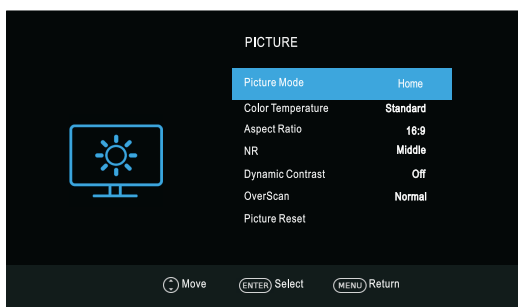 PICTURE
Picture Mode Home
Color Temperature Standard
Aspect Ratio 16:9
NR Middle
Dynamic Contrast Off
OverScan Normal
Picture Reset
Move ENTER Select MENU Return